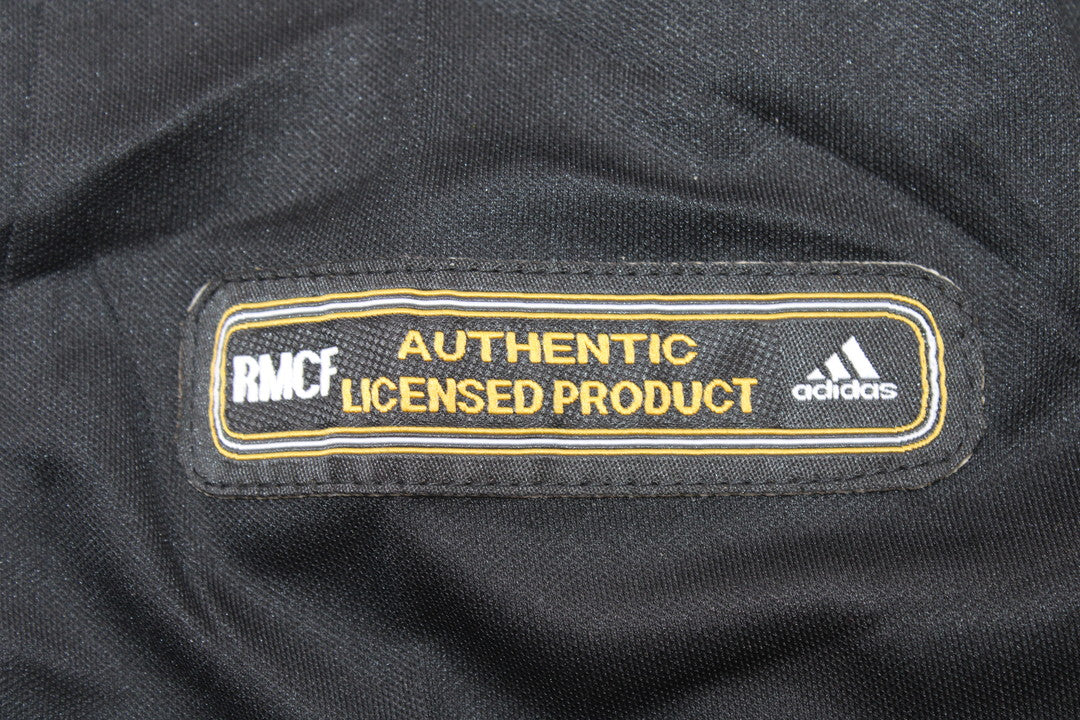 RMCF
AUTHENTIC
LICENSED PRODUCT
adidas